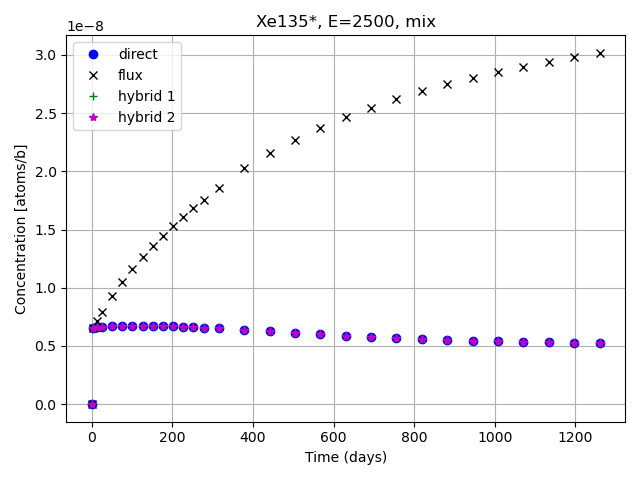 Xe135*, E=2500, mix
1e−8
direct
flux
hybrid 1
hybrid 2
3.0
2.5
2.0
1.5
1.0
0.5
0.0
Concentration [atoms/b]
0 200 400 600 800 1000 1200
Time (days)